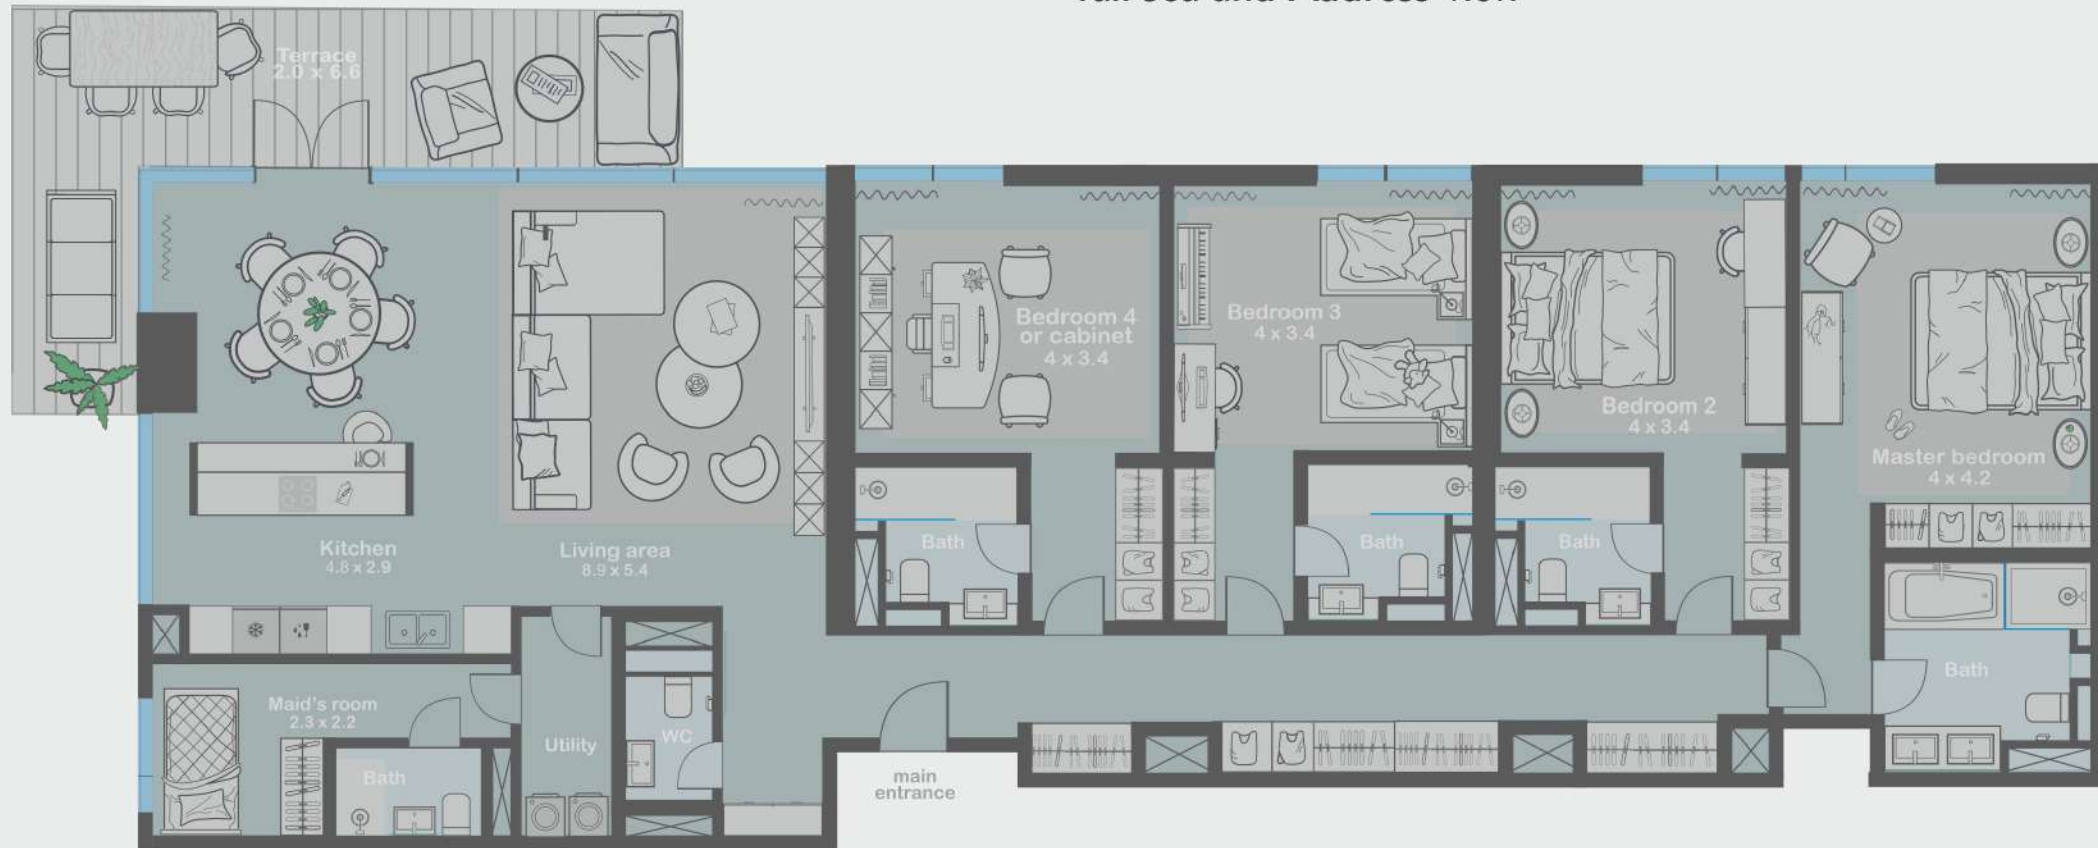 Terrace
2.0 x 6.6
Bedroom 4
or cabinet
4 x 3.4
Bedroom 3
4 x 3.4
Bedroom 2
4 x 3.4
Master bedroom
4 x 4.2
Kitchen
4.8 x 2.9
Living area
8.9 x 5.4
Bath
Bath
Bath
Bath
Maid's room
2.3 x 2.2
Bath
Utility
WC
main
entrance